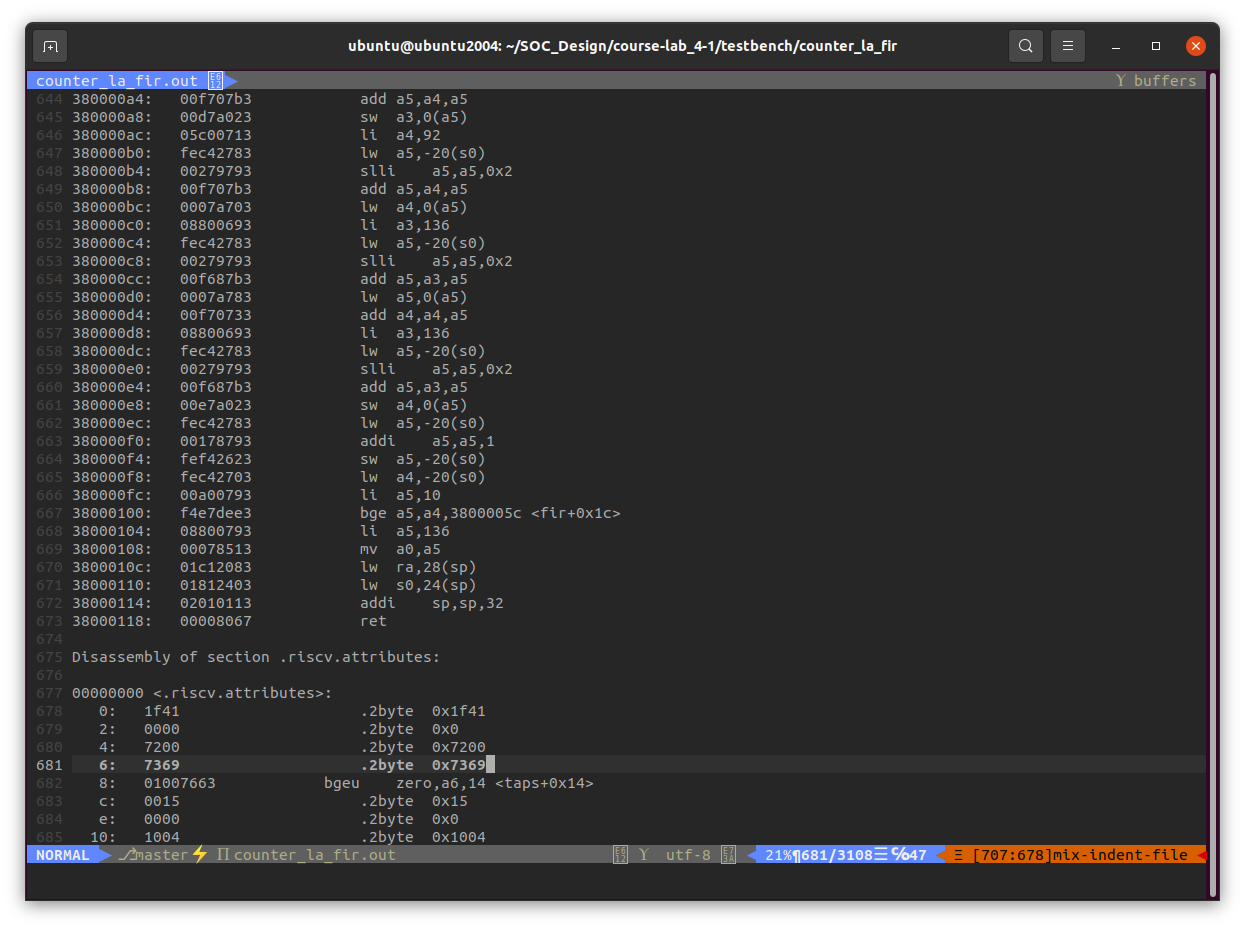 ubuntu@ubuntu2004: ~/SOC_Design/course-lab_4-1/testbench/counter_la_fir
counter_la_fir.out buffers
644 380000a4: 00f707b3 add a5,a4,a5
645 380000a8: 00d7a023 sw a3,0(a5)
646 380000ac: 05c00713 li a4,92
647 380000b0: fec42783 lw a5,-20(s0)
648 380000b4: 00279793 slli a5,a5,0x2
649 380000b8: 00f707b3 add a5,a4,a5
650 380000bc: 0007a703 lw a4,0(a5)
651 380000c0: 08800693 li a3,136
652 380000c4: fec42783 lw a5,-20(s0)
653 380000c8: 00279793 slli a5,a5,0x2
654 380000cc: 00f687b3 add a5,a3,a5
655 380000d0: 0007a783 lw a5,0(a5)
656 380000d4: 00f70733 add a4,a4,a5
657 380000d8: 08800693 li a3,136
658 380000dc: fec42783 lw a5,-20(s0)
659 380000e0: 00279793 slli a5,a5,0x2
660 380000e4: 00f687b3 add a5,a3,a5
661 380000e8: 00e7a023 sw a4,0(a5)
662 380000ec: fec42783 lw a5,-20(s0)
663 380000f0: 00178793 addi a5,a5,1
664 380000f4: fef42623 sw a5,-20(s0)
665 380000f8: fec42703 lw a4,-20(s0)
666 380000fc: 00a00793 li a5,10
667 38000100: f4e7dee3 bge a5,a4,3800005c <fir+0x1c>
668 38000104: 08800793 li a5,136
669 38000108: 00078513 mv a0,a5
670 3800010c: 01c12083 lw ra,28(sp)
671 38000110: 01812403 lw s0,24(sp)
672 38000114: 02010113 addi sp,sp,32
673 38000118: 00008067 ret
674
675 Disassembly of section .riscv.attributes:
676
677 00000000 <.riscv.attributes>:
678 0: 1f41 .2byte 0x1f41
679 2: 0000 .2byte 0x0
680 4: 7200 .2byte 0x7200
681 6: 7369 .2byte 0x7369
682 8: 01007663 bgeu zero,a6,14 <taps+0x14>
683 c: 0015 .2byte 0x15
684 e: 0000 .2byte 0x0
685 10: 1004 .2byte 0x1004
NORMAL master⚡ Π counter_la_fir.out utf-8 21%¶681/3108☰℅47 Ξ [707:678]mix-indent-file